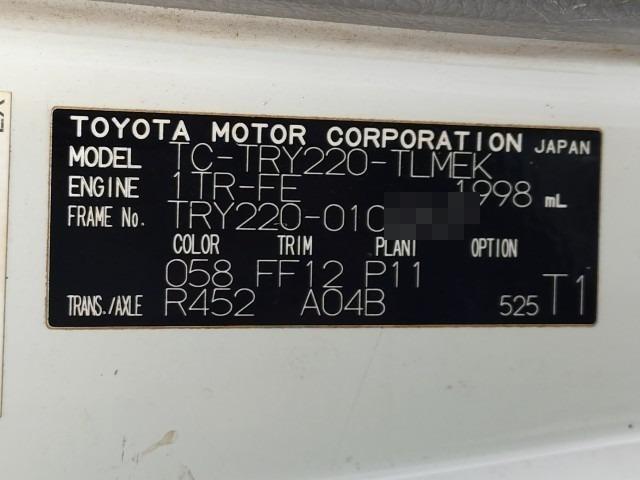 TOYOTA MOTOR CORPORATION JAPAN
MODEL TC-TRY220-TLMEK
ENGINE 1TR-FE 1998 mL
FRAME No. TRY220-010
COLOR TRIM PLANT OPTION
058 FF12 P11
TRANS./AXLE R452 A04B 525 T1